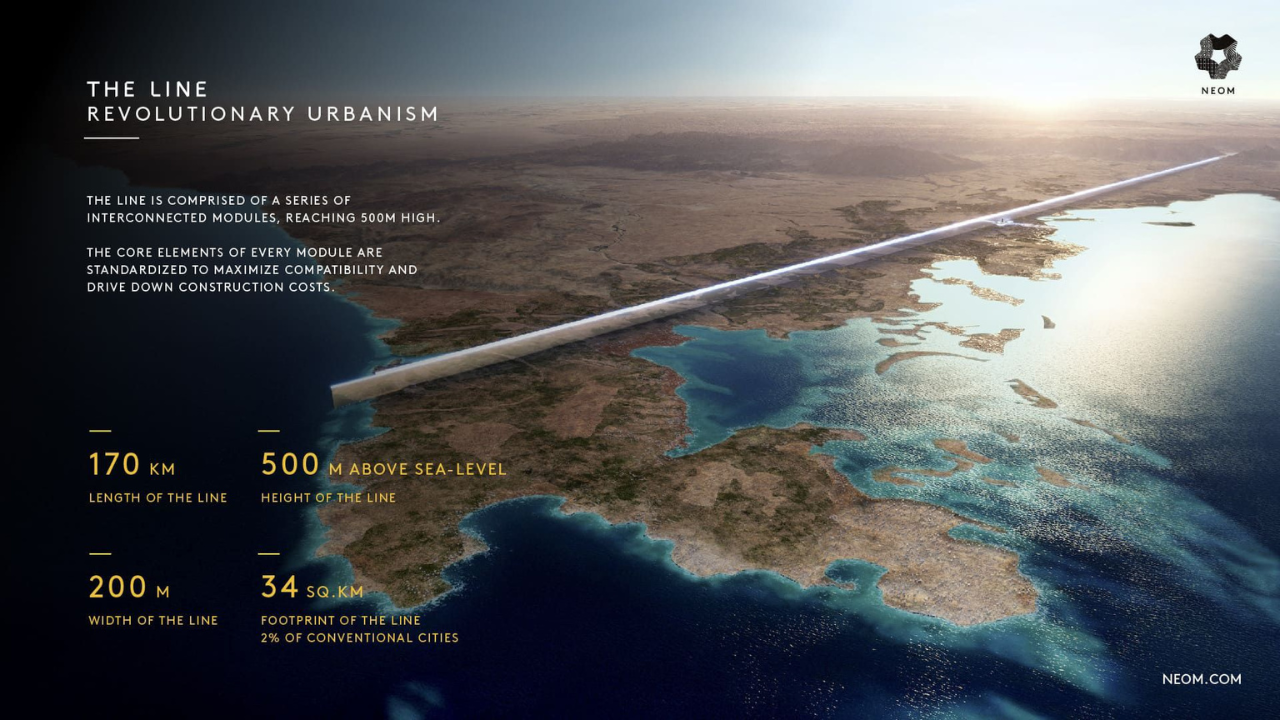 THE LINE
REVOLUTIONARY URBANISM
THE LINE IS COMPRISED OF A SERIES OF
INTERCONNECTED MODULES, REACHING 500M HIGH.
THE CORE ELEMENTS OF EVERY MODULE ARE
STANDARDIZED TO MAXIMIZE COMPATIBILITY AND
DRIVE DOWN CONSTRUCTION COSTS.
170 KM
LENGTH OF THE LINE
500 M ABOVE SEA-LEVEL
HEIGHT OF THE LINE
200 M
WIDTH OF THE LINE
34 SQ.KM
FOOTPRINT OF THE LINE
2% OF CONVENTIONAL CITIES
NEOM
NEOM.COM